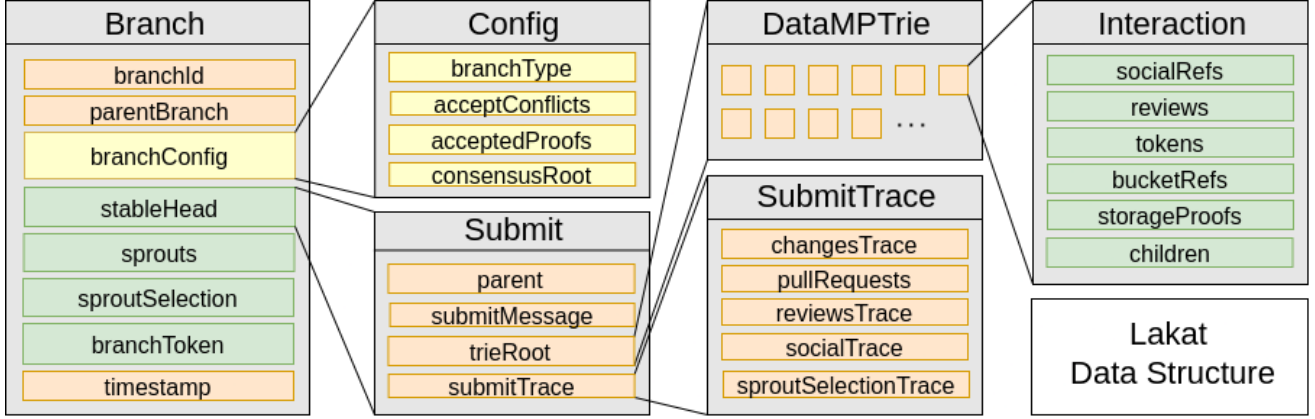 Branch
branchId
parentBranch
branchConfig
stableHead
sprouts
sproutSelection
branchToken
timestamp
Config
branchType
acceptConflicts
acceptedProofs
consensusRoot
Submit
parent
submitMessage
trieRoot
submitTrace
DataMPTrie
...
SubmitTrace
changesTrace
pullRequests
reviewsTrace
socialTrace
sproutSelectionTrace
Interaction
socialRefs
reviews
tokens
bucketRefs
storageProofs
children
Lakat
Data Structure